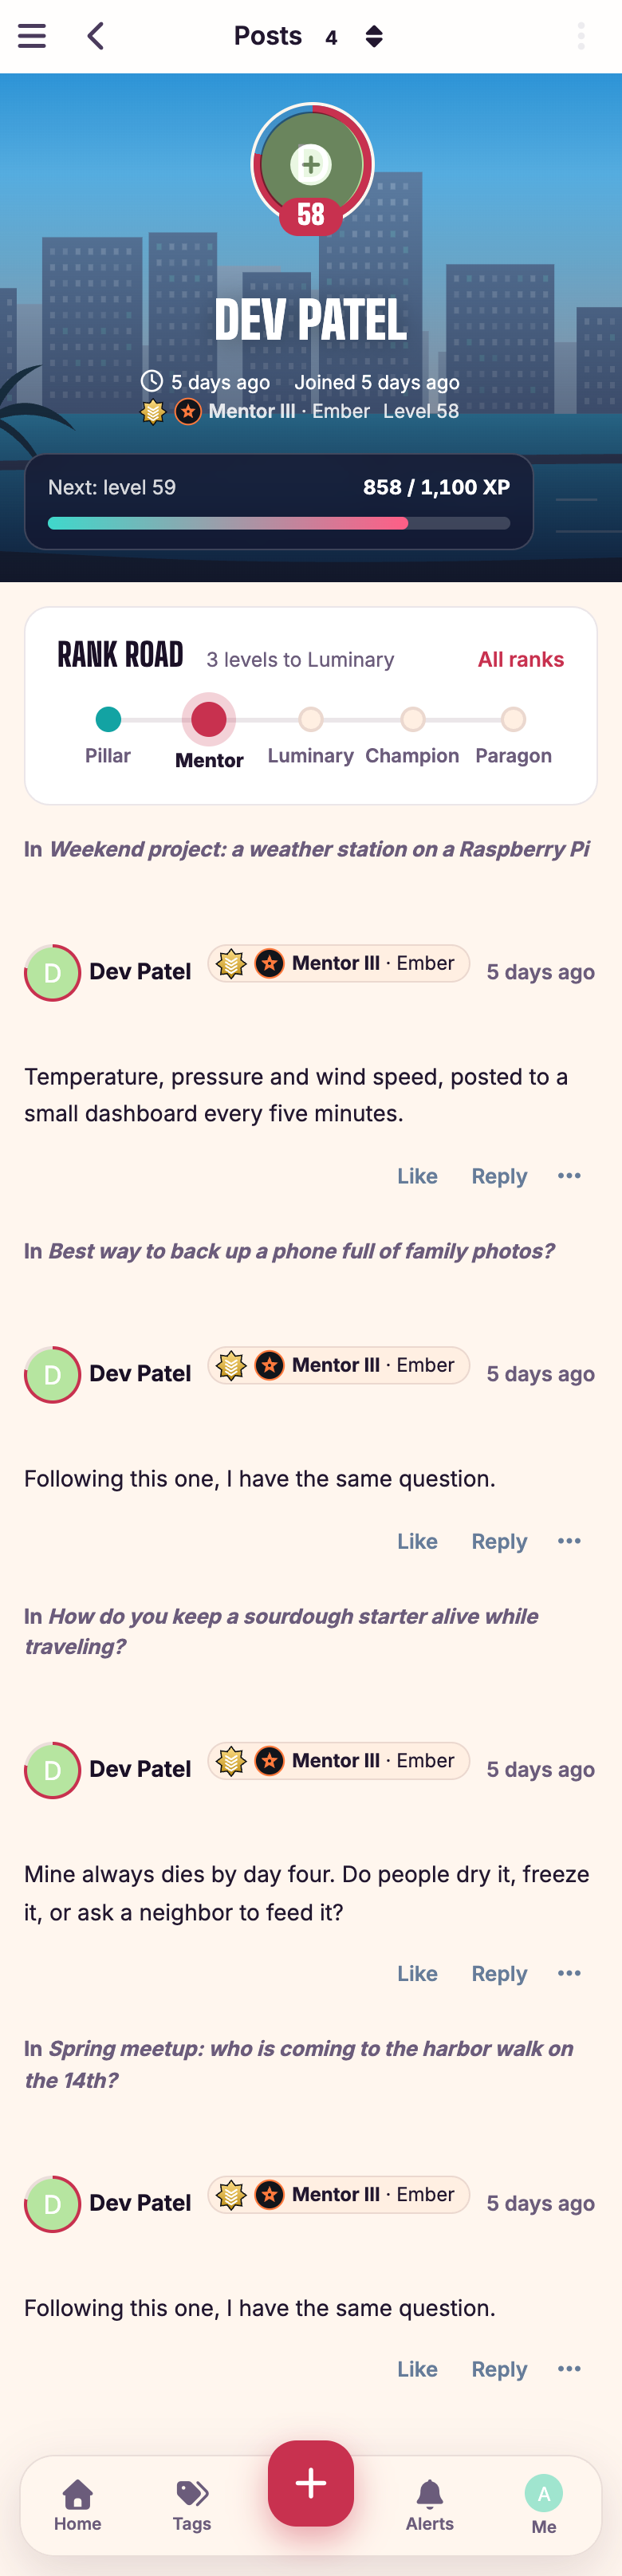 Posts 4
58
DEV PATEL
5 days ago Joined 5 days ago
Mentor III · Ember Level 58
Next: level 59 858 / 1,100 XP
RANK ROAD 3 levels to Luminary All ranks
Pillar Mentor Luminary Champion Paragon
In Weekend project: a weather station on a Raspberry Pi
D Dev Patel Mentor III · Ember 5 days ago
Temperature, pressure and wind speed, posted to a
small dashboard every five minutes.
Like Reply
In Best way to back up a phone full of family photos?
D Dev Patel Mentor III · Ember 5 days ago
Following this one, I have the same question.
Like Reply
In How do you keep a sourdough starter alive while
traveling?
D Dev Patel Mentor III · Ember 5 days ago
Mine always dies by day four. Do people dry it, freeze
it, or ask a neighbor to feed it?
Like Reply
In Spring meetup: who is coming to the harbor walk on
the 14th?
D Dev Patel Mentor III · Ember 5 days ago
Following this one, I have the same question.
Like Reply
Home Tags Alerts A Me